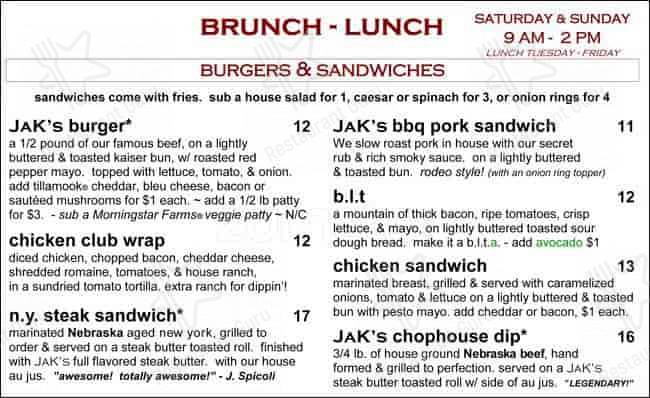 BRUNCH - LUNCH
SATURDAY & SUNDAY
9 AM - 2 PM
LUNCH TUESDAY - FRIDAY
BURGERS & SANDWICHES
sandwiches come with fries. sub a house salad for 1, caesar or spinach for 3, or onion rings for 4
JaK'S burger* 12
a 1/2 pound of our famous beef, on a lightly
buttered & toasted kaiser bun, w/ roasted red
pepper mayo. topped with lettuce, tomato, & onion.
add tillamook® cheddar, bleu cheese, bacon or
sautéed mushrooms for $1 each. ~ add a 1/2 lb patty
for $3. - sub a Morningstar Farms® veggie patty ~ N/C
chicken club wrap 12
diced chicken, chopped bacon, cheddar cheese,
shredded romaine, tomatoes, & house ranch,
in a sundried tomato tortilla. extra ranch for dippin'!
n.y. steak sandwich* 17
marinated Nebraska aged new york, grilled to
order & served on a steak butter toasted roll. finished
with JAK'S full flavored steak butter. with our house
au jus. "awesome! totally awesome!" - J. Spicoli
JaK'S bbq pork sandwich 11
We slow roast pork in house with our secret
rub & rich smoky sauce. on a lightly buttered
& toasted bun. rodeo style! (with an onion ring topper)
b.l.t 12
a mountain of thick bacon, ripe tomatoes, crisp
lettuce, & mayo, on lightly buttered toasted sour
dough bread. make it a b.l.t.a. - add avocado $1
chicken sandwich 13
marinated breast, grilled & served with caramelized
onions, tomato & lettuce on a lightly buttered & toasted
bun with pesto mayo. add cheddar or bacon, $1 each.
JaK'S chophouse dip* 16
3/4 lb. of house ground Nebraska beef, hand
formed & grilled to perfection. served on a JAK'S
steak butter toasted roll w/ side of au jus. "LEGENDARY!"